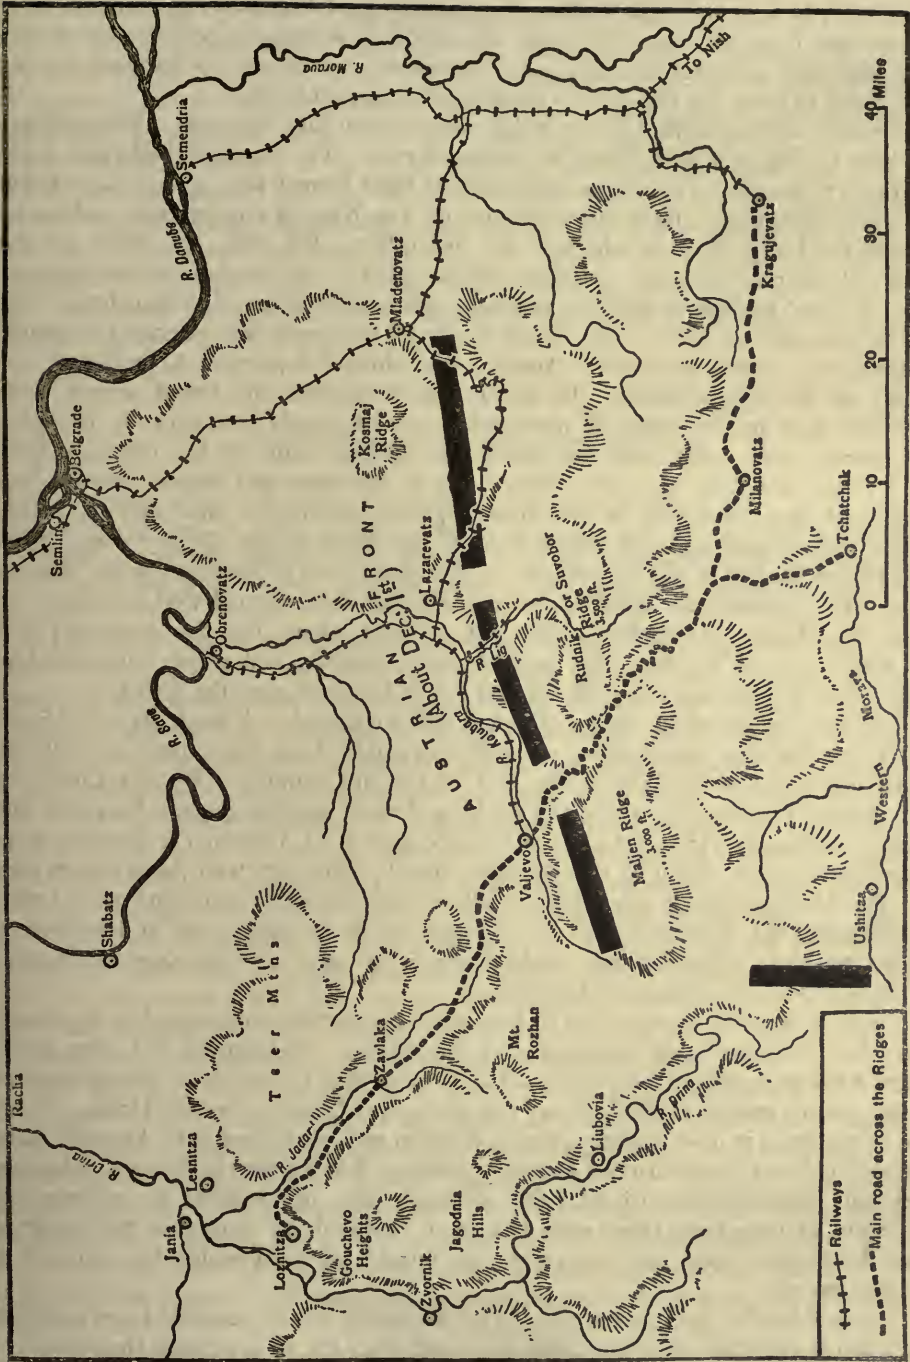 Racha
R. Drina
Jania
Lesnitza
Loznitza
Gouchevo
Heights
Zvornik
Jagodnia
Hills
Liubovia
R. Drina
Mt.
Rozhan
R. Jadar
Zavlaka
Tser Mtns
Shabatz
R. Save
Obrenovatz
Semlin
Belgrade
R. Danube
Semendria
R. Morava
To Nish
Mladenovatz
Kosmaj
Ridge
AUSTRIAN FRONT
(About Dec. 1st)
Lazarevatz
R. Kolubara
R. Lig
Valjevo
Maljen Ridge
3,000 ft.
Rudnik or Suvobor
Ridge
3,500 ft.
Milanovatz
Kragujevatz
Tchatchak
Western Morava
Ushitza
0 10 20 30 40 Miles
Railways
Main road across the Ridges